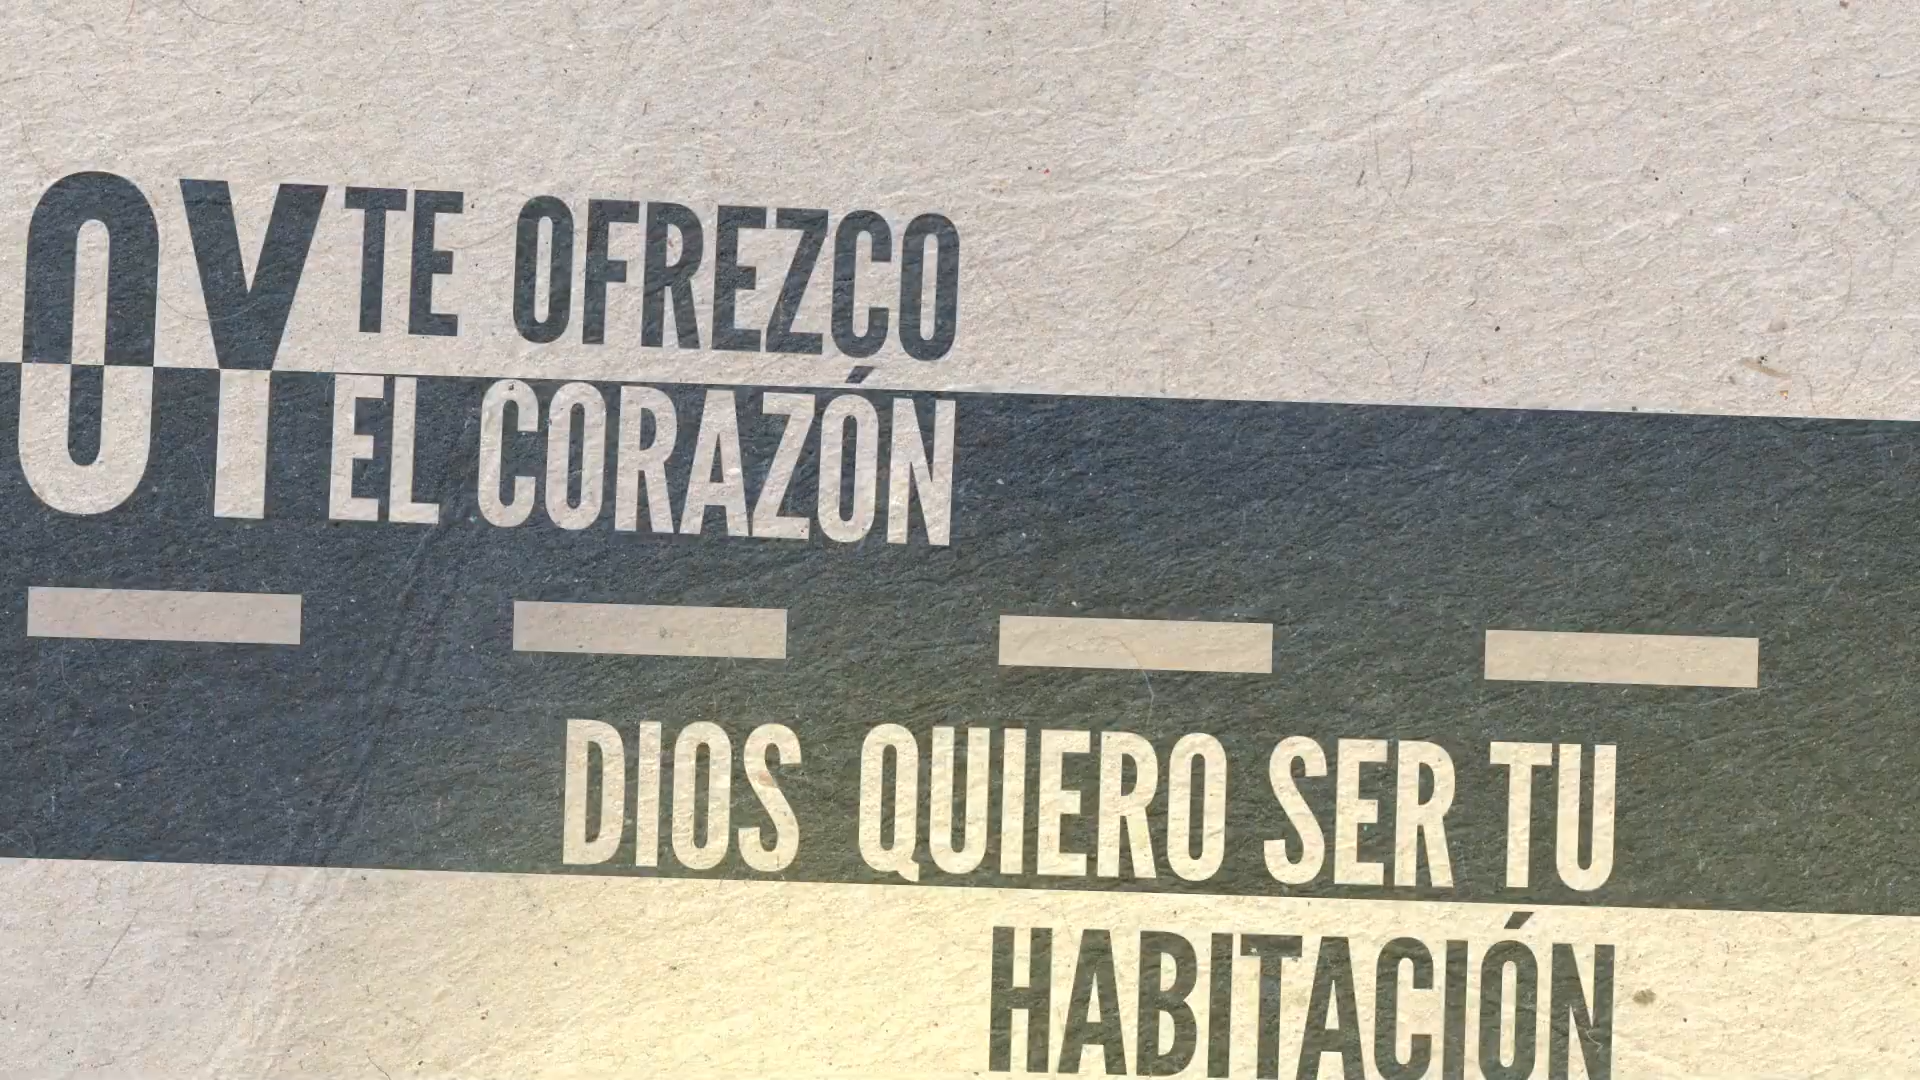 OY TE OFREZCO
EL CORAZÓN
DIOS QUIERO SER TU
HABITACIÓN